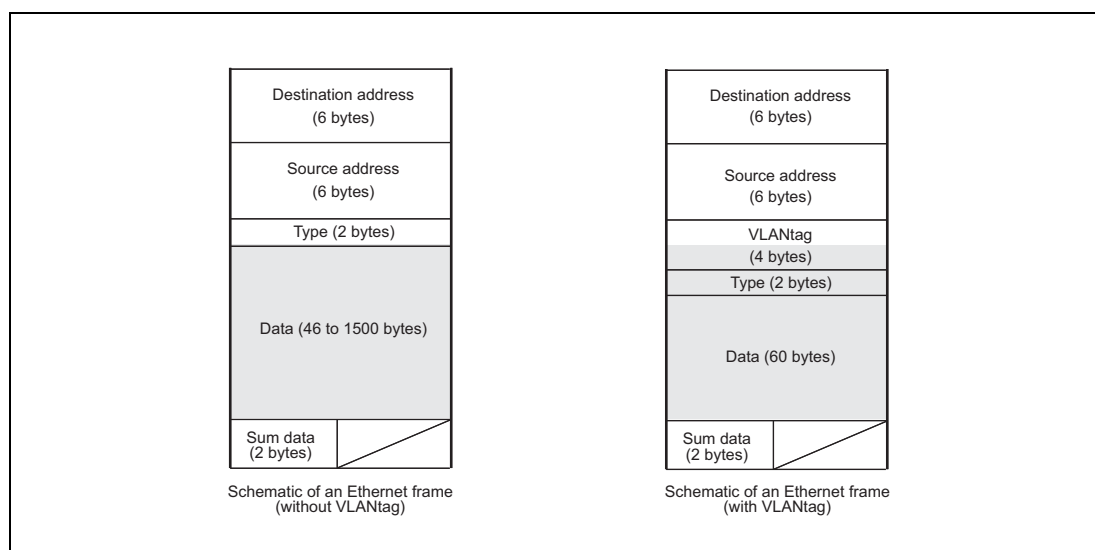 Destination address
(6 bytes)
Source address
(6 bytes)
Type (2 bytes)
Data (46 to 1500 bytes)
Sum data
(2 bytes)
Schematic of an Ethernet frame
(without VLANtag)
Destination address
(6 bytes)
Source address
(6 bytes)
VLANtag
(4 bytes)
Type (2 bytes)
Data (60 bytes)
Sum data
(2 bytes)
Schematic of an Ethernet frame
(with VLANtag)